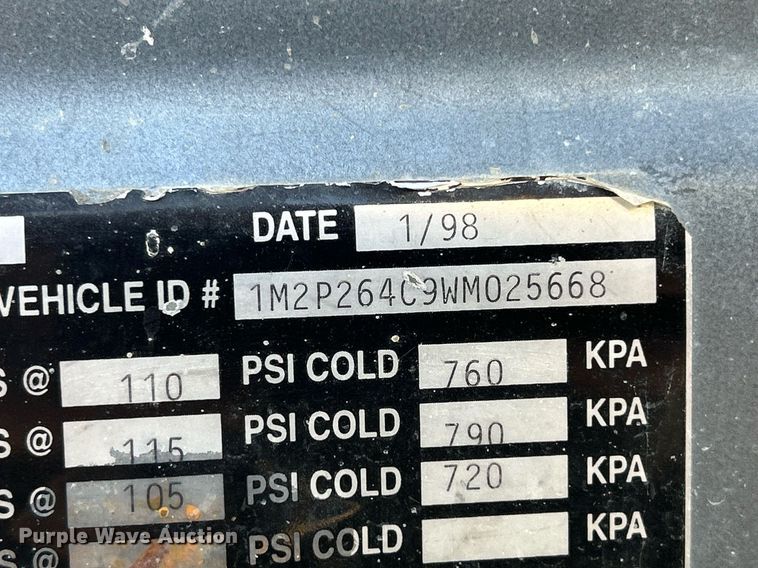 DATE 1/98
VEHICLE ID # 1M2P264C9WM025668
S @ 110 PSI COLD 760 KPA
S @ 115 PSI COLD 790 KPA
S @ 105 PSI COLD 720 KPA
S @ PSI COLD KPA
Purple Wave Auction